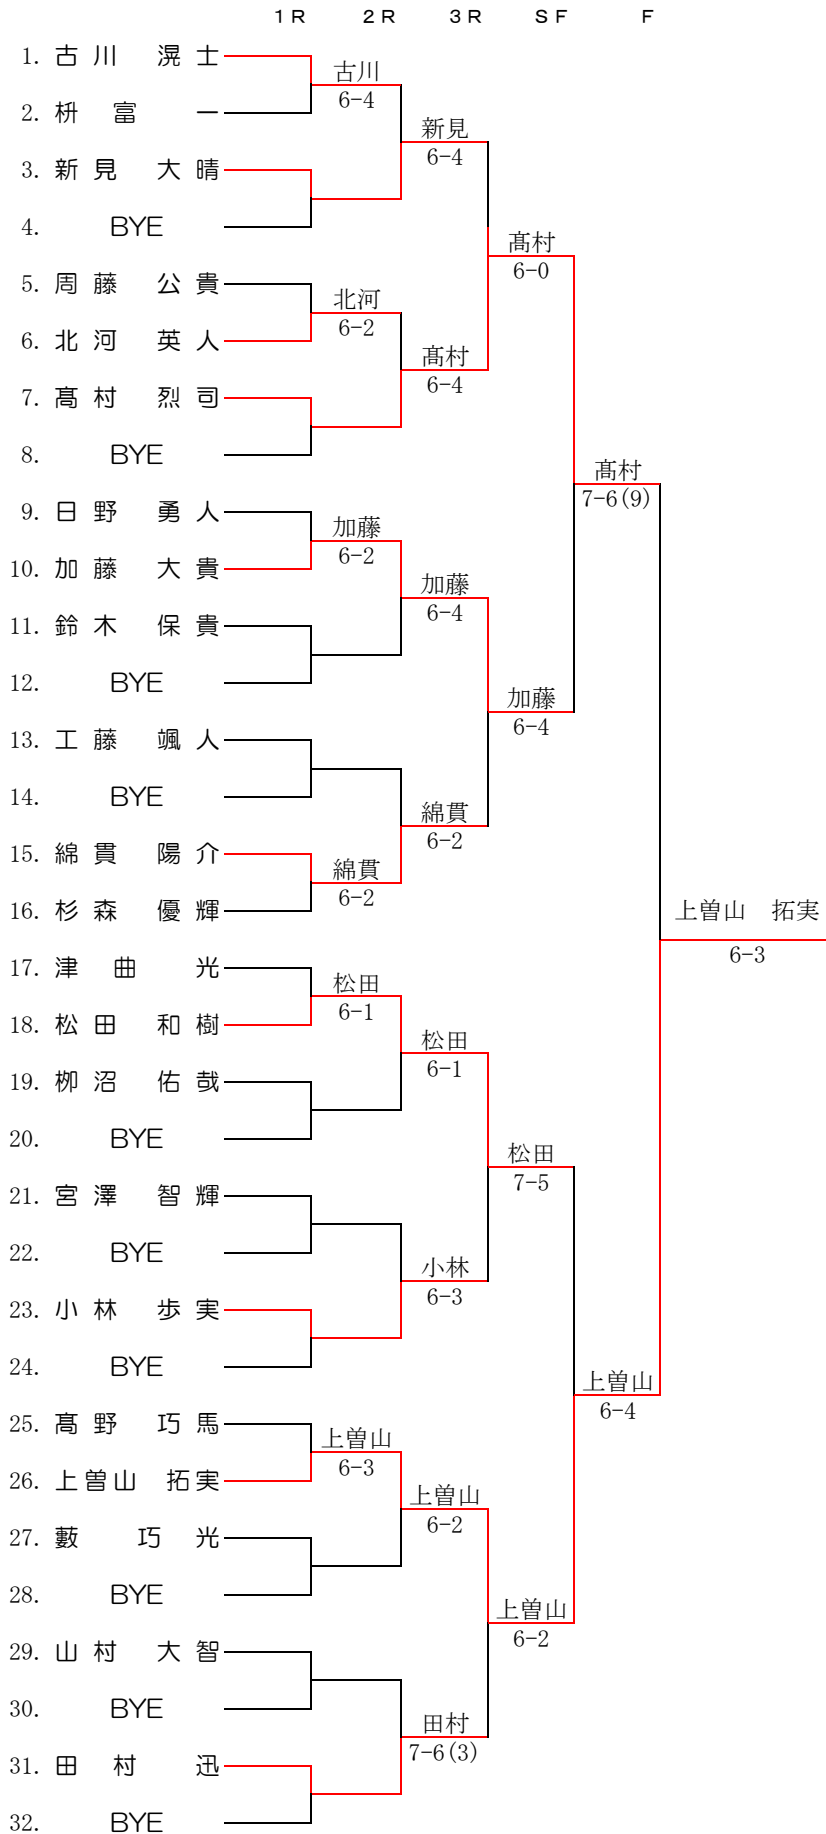 1R 2R 3R SF F
1. 古川 滉士
古川
6-4
2. 枡 富一
新見
6-4
3. 新見 大晴
4. BYE
髙村
6-0
5. 周藤 公貴
北河
6-2
6. 北河 英人
髙村
6-4
7. 髙村 烈司
8. BYE
髙村
7-6(9)
9. 日野 勇人
加藤
6-2
10. 加藤 大貴
加藤
6-4
11. 鈴木 保貴
12. BYE
加藤
6-4
13. 工藤 颯人
14. BYE
綿貫
6-2
15. 綿貫 陽介
綿貫
6-2
16. 杉森 優輝
上曽山 拓実
6-3
17. 津曲 光
松田
6-1
18. 松田 和樹
松田
6-1
19. 栁沼 佑哉
20. BYE
松田
7-5
21. 宮澤 智輝
22. BYE
小林
6-3
23. 小林 歩実
24. BYE
上曽山
6-4
25. 髙野 巧馬
上曽山
6-3
26. 上曽山 拓実
上曽山
6-2
27. 藪 巧光
28. BYE
上曽山
6-2
29. 山村 大智
30. BYE
田村
7-6(3)
31. 田村 迅
32. BYE